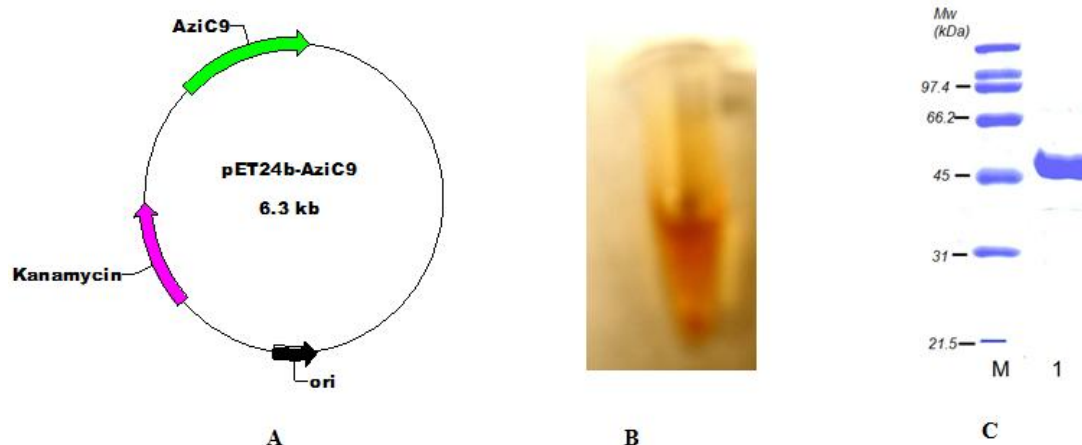 AziC9
pET24b-AziC9
6.3 kb
Kanamycin
ori
A
B
Mw
(kDa)
97.4
66.2
45
31
21.5
M 1
C